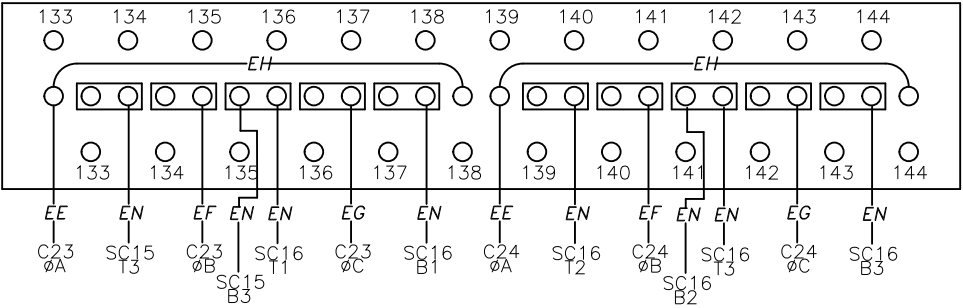 133 134 135 136 137 138 139 140 141 142 143 144
EH EH
133 134 135 136 137 138 139 140 141 142 143 144
EE EN EF EN EN EG EN EE EN EF EN EN EG EN
C23 SC15 C23 SC16 C23 SC16 C24 SC16 C24 SC16 C24 SC16
ØA T3 ØB T1 ØC B1 ØA T2 ØB T3 ØC B3
SC15 SC16
B3 B2